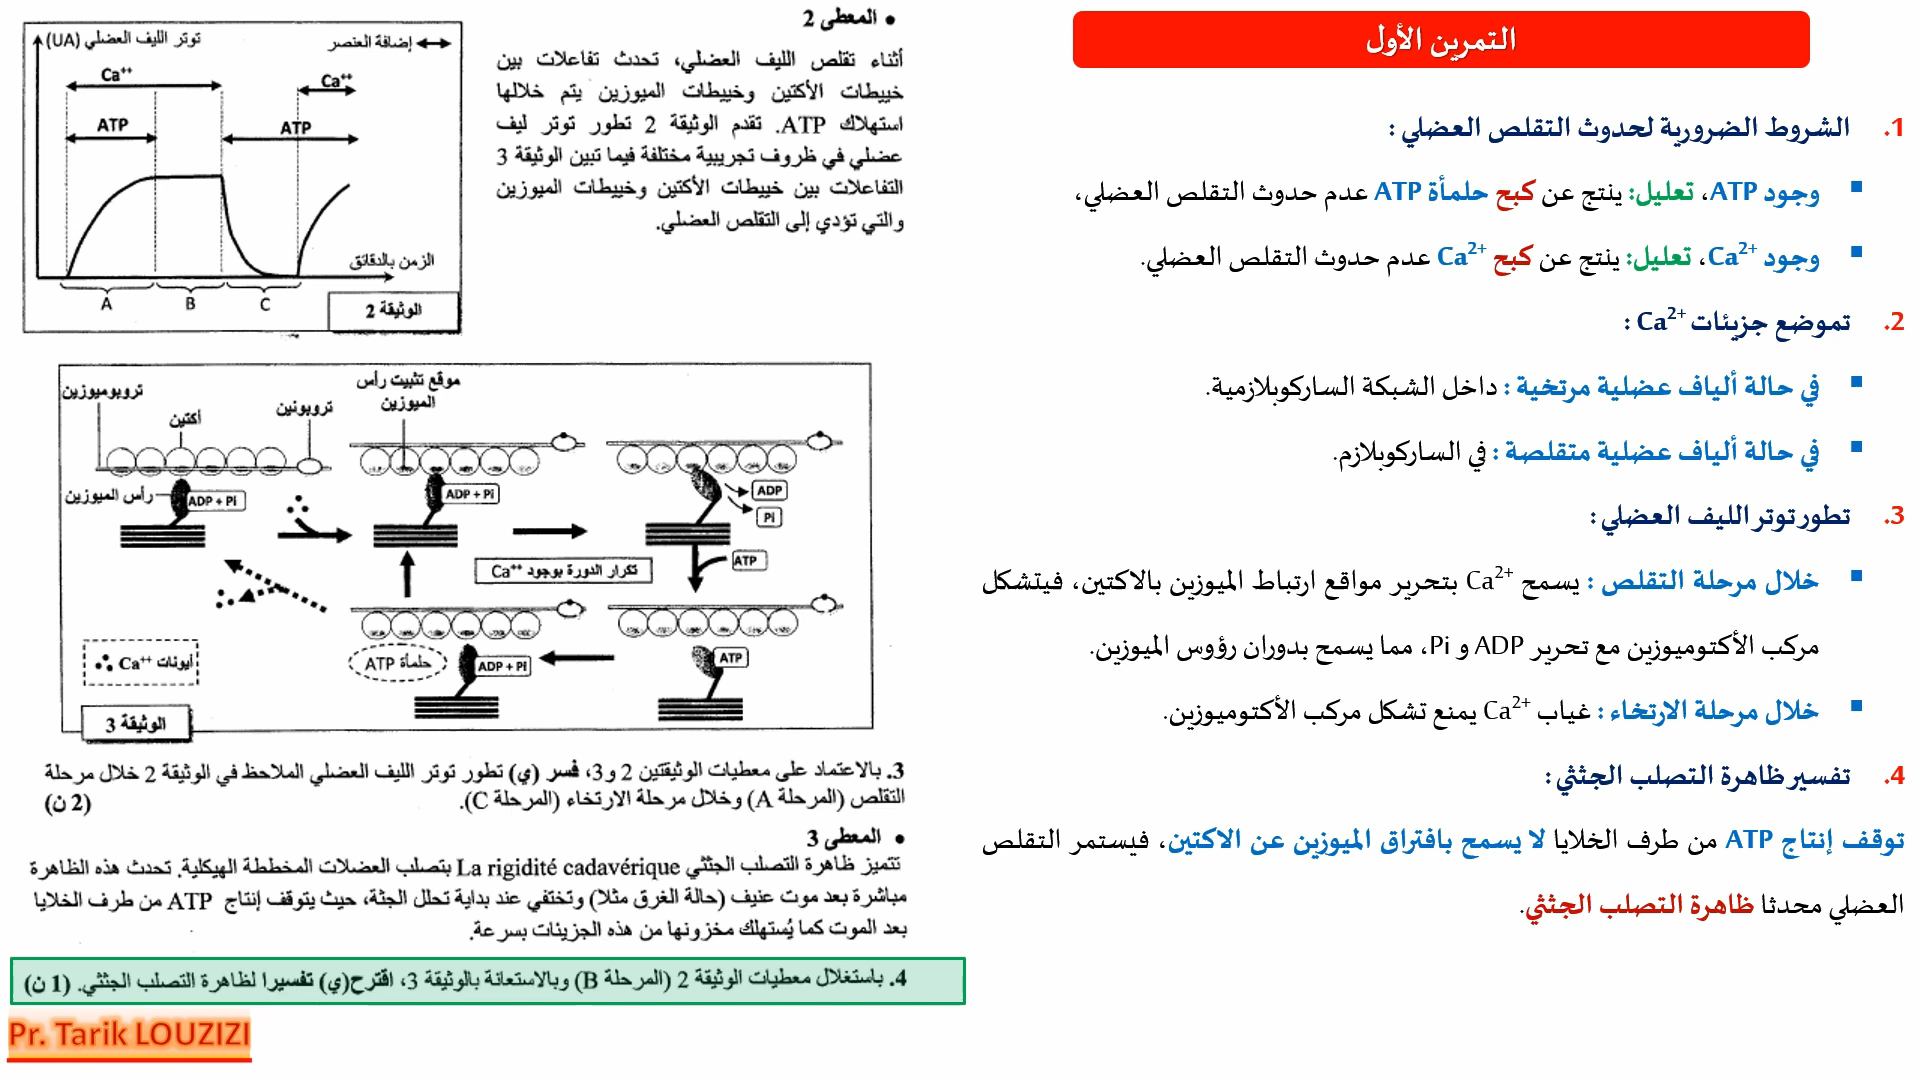 التمرين الأول
1. الشروط الضرورية لحدوث التقلص العضلي :
وجود ATP، تعليل: ينتج عن كبح حلمأة ATP عدم حدوث التقلص العضلي،
وجود Ca2+، تعليل: ينتج عن كبح Ca2+ عدم حدوث التقلص العضلي.
2. تموضع جزيئات Ca2+ :
في حالة ألياف عضلية مرتخية : داخل الشبكة الساركوبلازمية.
في حالة ألياف عضلية متقلصة : في الساركوبلازم.
3. تطور توتر الليف العضلي :
خلال مرحلة التقلص : يسمح Ca2+ بتحرير مواقع ارتباط الميوزين بالاكتين، فيتشكل
مركب الأكتوميوزين مع تحرير ADP و Pi، مما يسمح بدوران رؤوس الميوزين.
خلال مرحلة الارتخاء : غياب Ca2+ يمنع تشكل مركب الأكتوميوزين.
4. تفسير ظاهرة التصلب الجثثي :
توقف إنتاج ATP من طرف الخلايا لا يسمح بافتراق الميوزين عن الاكتين، فيستمر التقلص
العضلي محدثا ظاهرة التصلب الجثثي.
• المعطى 2
أثناء تقلص الليف العضلي، تحدث تفاعلات بين
خييطات الأكتين وخييطات الميوزين يتم خلالها
استهلاك ATP. تقدم الوثيقة 2 تطور توتر ليف
عضلي في ظروف تجريبية مختلفة فيما تبين الوثيقة 3
التفاعلات بين خييطات الأكتين وخييطات الميوزين
والتي تؤدي إلى التقلص العضلي.
توتر الليف العضلي (UA)
إضافة العنصر
Ca++
Ca++
ATP
ATP
الزمن بالدقائق
A
B
C
الوثيقة 2
تروبوميوزين
أكتين
تروبونين
موقع تثبيت رأس
الميوزين
رأس الميوزين
ADP + Pi
ADP + Pi
ADP
Pi
تكرار الدورة بوجود Ca++
ATP
حلمأة ATP
ADP + Pi
ATP
أيونات Ca++
الوثيقة 3
3. بالاعتماد على معطيات الوثيقتين 2 و3، فسر (ي) تطور توتر الليف العضلي الملاحظ في الوثيقة 2 خلال مرحلة
التقلص (المرحلة A) وخلال مرحلة الارتخاء (المرحلة C). (2 ن)
• المعطى 3
تتميز ظاهرة التصلب الجثثي La rigidité cadavérique بتصلب العضلات المخططة الهيكلية. تحدث هذه الظاهرة
مباشرة بعد موت عنيف (حالة الغرق مثلا) وتختفي عند بداية تحلل الجثة، حيث يتوقف إنتاج ATP من طرف الخلايا
بعد الموت كما يُستهلك مخزونها من هذه الجزيئات بسرعة.
4. باستغلال معطيات الوثيقة 2 (المرحلة B) وبالاستعانة بالوثيقة 3، اقترح(ي) تفسيرا لظاهرة التصلب الجثثي. (1 ن)
Pr. Tarik LOUZIZI